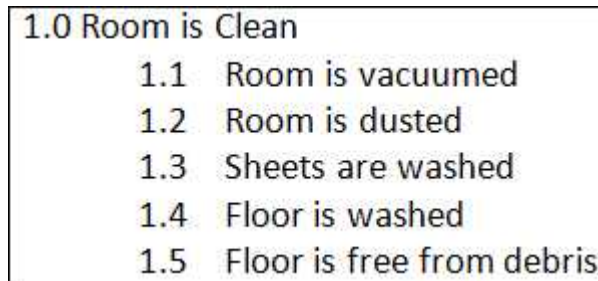 1.0 Room is Clean
1.1 Room is vacuumed
1.2 Room is dusted
1.3 Sheets are washed
1.4 Floor is washed
1.5 Floor is free from debris